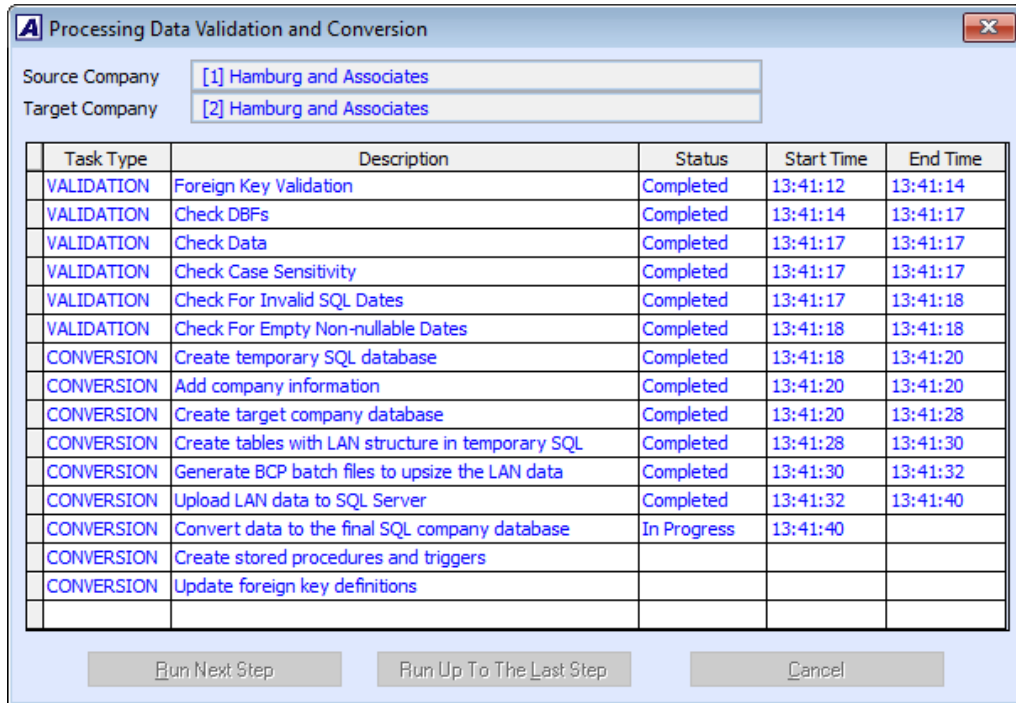 A Processing Data Validation and Conversion
Source Company [1] Hamburg and Associates
Target Company [2] Hamburg and Associates
Task Type Description Status Start Time End Time
VALIDATION Foreign Key Validation Completed 13:41:12 13:41:14
VALIDATION Check DBFs Completed 13:41:14 13:41:17
VALIDATION Check Data Completed 13:41:17 13:41:17
VALIDATION Check Case Sensitivity Completed 13:41:17 13:41:17
VALIDATION Check For Invalid SQL Dates Completed 13:41:17 13:41:18
VALIDATION Check For Empty Non-nullable Dates Completed 13:41:18 13:41:18
CONVERSION Create temporary SQL database Completed 13:41:18 13:41:20
CONVERSION Add company information Completed 13:41:20 13:41:20
CONVERSION Create target company database Completed 13:41:20 13:41:28
CONVERSION Create tables with LAN structure in temporary SQL Completed 13:41:28 13:41:30
CONVERSION Generate BCP batch files to upsize the LAN data Completed 13:41:30 13:41:32
CONVERSION Upload LAN data to SQL Server Completed 13:41:32 13:41:40
CONVERSION Convert data to the final SQL company database In Progress 13:41:40
CONVERSION Create stored procedures and triggers
CONVERSION Update foreign key definitions
Run Next Step Run Up To The Last Step Cancel